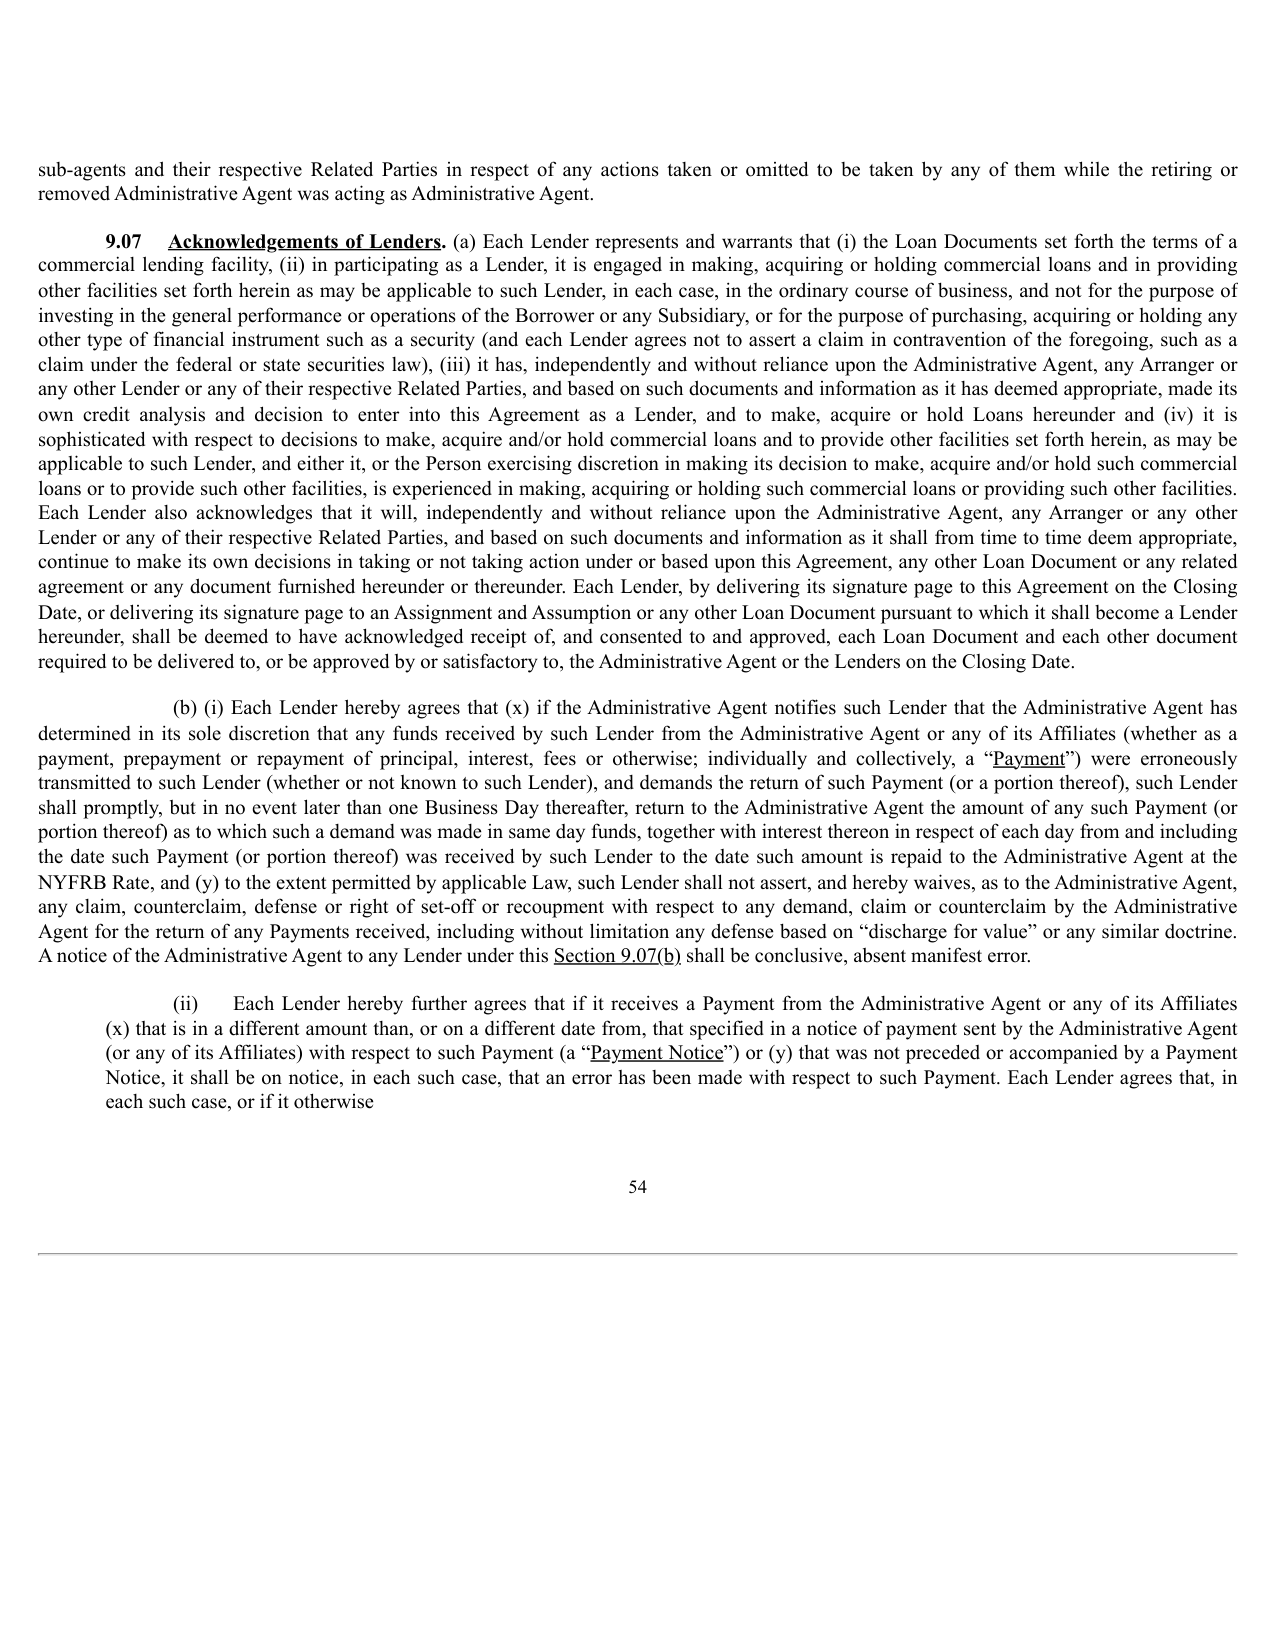 sub-agents and their respective Related Parties in respect of any actions taken or omitted to be taken by any of them while the retiring or
removed Administrative Agent was acting as Administrative Agent.
9.07 Acknowledgements of Lenders. (a) Each Lender represents and warrants that (i) the Loan Documents set forth the terms of a
commercial lending facility, (ii) in participating as a Lender, it is engaged in making, acquiring or holding commercial loans and in providing
other facilities set forth herein as may be applicable to such Lender, in each case, in the ordinary course of business, and not for the purpose of
investing in the general performance or operations of the Borrower or any Subsidiary, or for the purpose of purchasing, acquiring or holding any
other type of financial instrument such as a security (and each Lender agrees not to assert a claim in contravention of the foregoing, such as a
claim under the federal or state securities law), (iii) it has, independently and without reliance upon the Administrative Agent, any Arranger or
any other Lender or any of their respective Related Parties, and based on such documents and information as it has deemed appropriate, made its
own credit analysis and decision to enter into this Agreement as a Lender, and to make, acquire or hold Loans hereunder and (iv) it is
sophisticated with respect to decisions to make, acquire and/or hold commercial loans and to provide other facilities set forth herein, as may be
applicable to such Lender, and either it, or the Person exercising discretion in making its decision to make, acquire and/or hold such commercial
loans or to provide such other facilities, is experienced in making, acquiring or holding such commercial loans or providing such other facilities.
Each Lender also acknowledges that it will, independently and without reliance upon the Administrative Agent, any Arranger or any other
Lender or any of their respective Related Parties, and based on such documents and information as it shall from time to time deem appropriate,
continue to make its own decisions in taking or not taking action under or based upon this Agreement, any other Loan Document or any related
agreement or any document furnished hereunder or thereunder. Each Lender, by delivering its signature page to this Agreement on the Closing
Date, or delivering its signature page to an Assignment and Assumption or any other Loan Document pursuant to which it shall become a Lender
hereunder, shall be deemed to have acknowledged receipt of, and consented to and approved, each Loan Document and each other document
required to be delivered to, or be approved by or satisfactory to, the Administrative Agent or the Lenders on the Closing Date.
(b) (i) Each Lender hereby agrees that (x) if the Administrative Agent notifies such Lender that the Administrative Agent has
determined in its sole discretion that any funds received by such Lender from the Administrative Agent or any of its Affiliates (whether as a
payment, prepayment or repayment of principal, interest, fees or otherwise; individually and collectively, a “Payment”) were erroneously
transmitted to such Lender (whether or not known to such Lender), and demands the return of such Payment (or a portion thereof), such Lender
shall promptly, but in no event later than one Business Day thereafter, return to the Administrative Agent the amount of any such Payment (or
portion thereof) as to which such a demand was made in same day funds, together with interest thereon in respect of each day from and including
the date such Payment (or portion thereof) was received by such Lender to the date such amount is repaid to the Administrative Agent at the
NYFRB Rate, and (y) to the extent permitted by applicable Law, such Lender shall not assert, and hereby waives, as to the Administrative Agent,
any claim, counterclaim, defense or right of set-off or recoupment with respect to any demand, claim or counterclaim by the Administrative
Agent for the return of any Payments received, including without limitation any defense based on “discharge for value” or any similar doctrine.
A notice of the Administrative Agent to any Lender under this Section 9.07(b) shall be conclusive, absent manifest error.
(ii) Each Lender hereby further agrees that if it receives a Payment from the Administrative Agent or any of its Affiliates
(x) that is in a different amount than, or on a different date from, that specified in a notice of payment sent by the Administrative Agent
(or any of its Affiliates) with respect to such Payment (a “Payment Notice”) or (y) that was not preceded or accompanied by a Payment
Notice, it shall be on notice, in each such case, that an error has been made with respect to such Payment. Each Lender agrees that, in
each such case, or if it otherwise
54